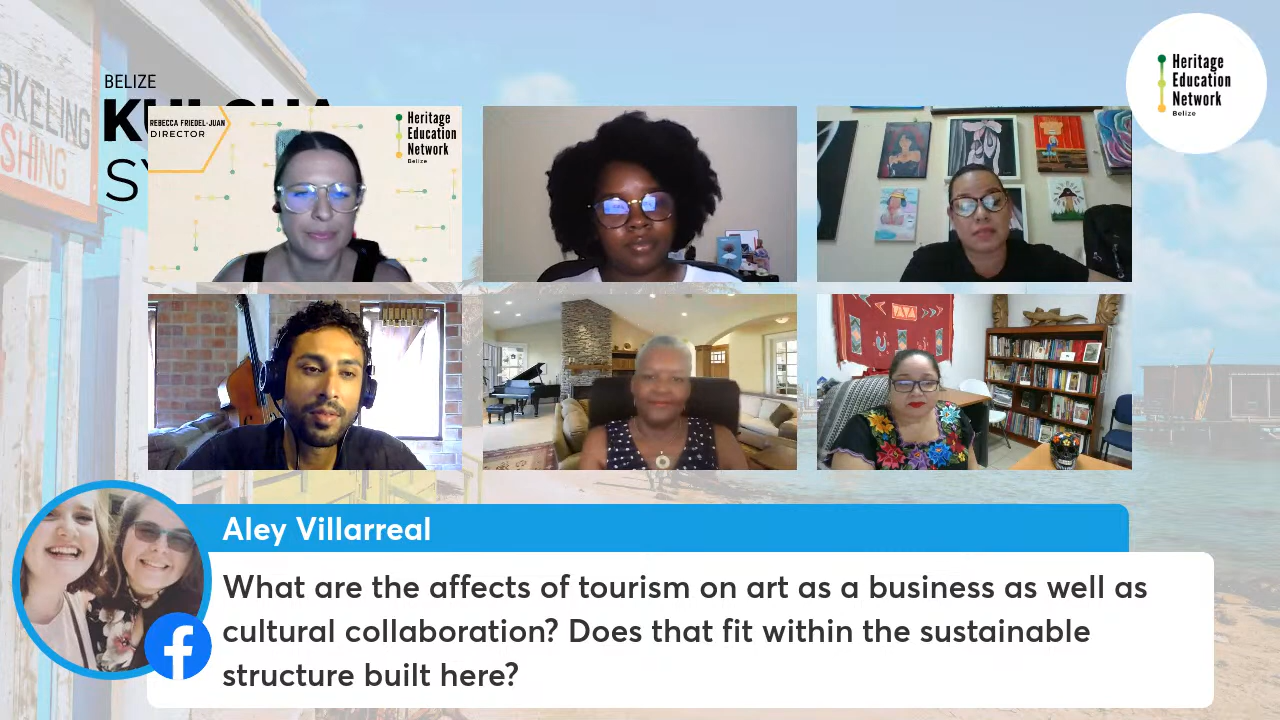 BELIZE
REBECCA FRIEDEL-JUAN
DIRECTOR
Heritage
Education
Network
Belize
Heritage
Education
Network
Belize
RKELING
SHING
Aley Villarreal
What are the affects of tourism on art as a business as well as
cultural collaboration? Does that fit within the sustainable
structure built here?